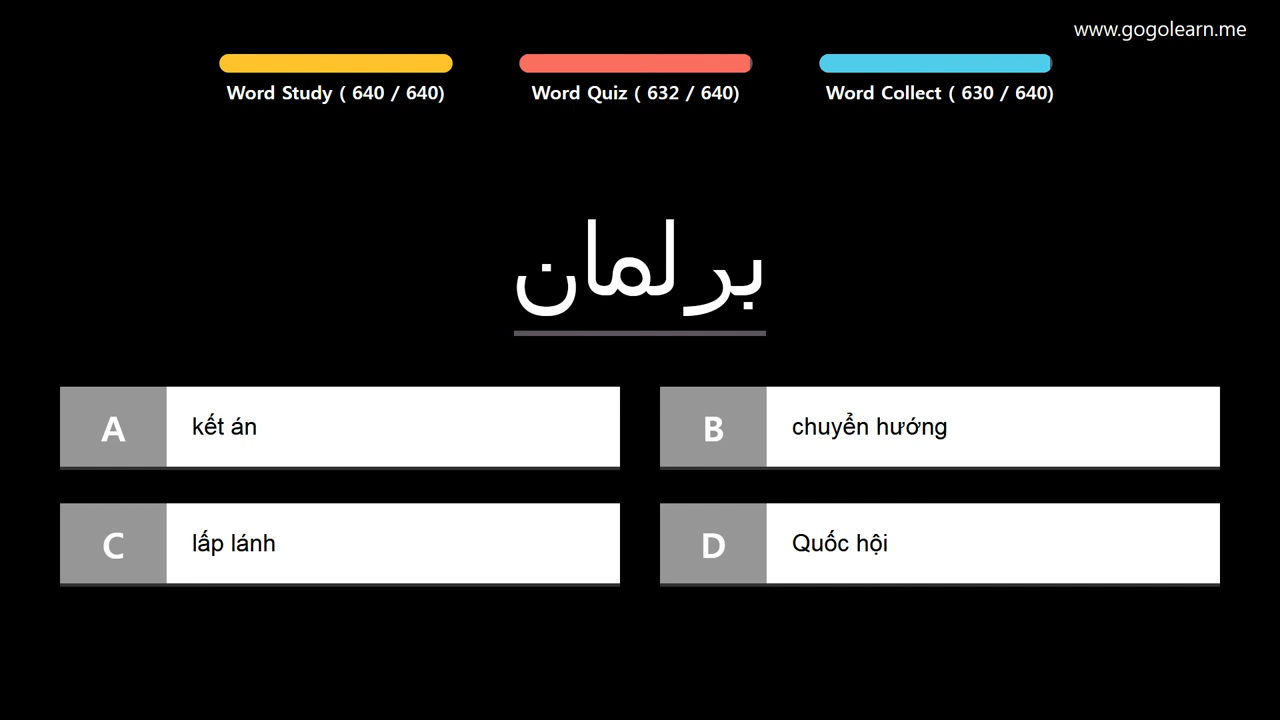 www.gogolearn.me
Word Study ( 640 / 640)
Word Quiz ( 632 / 640)
Word Collect ( 630 / 640)
برلمان
A
kết án
B
chuyển hướng
C
lấp lánh
D
Quốc hội